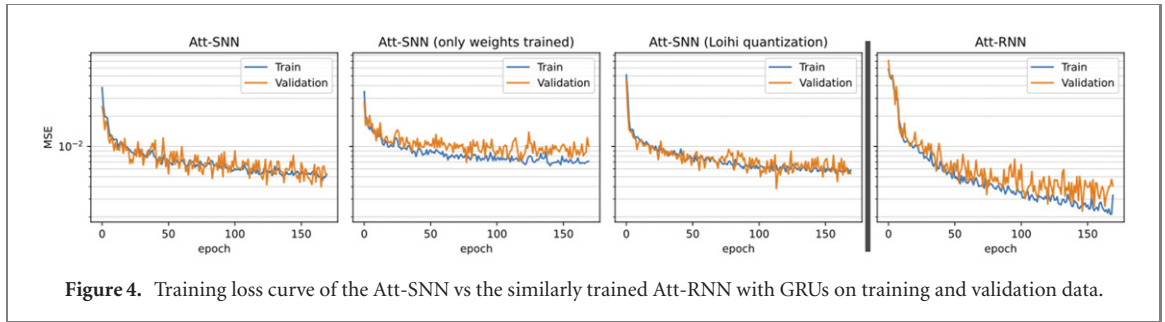 Att-SNN
Att-SNN (only weights trained)
Att-SNN (Loihi quantization)
Att-RNN
Train
Validation
Train
Validation
Train
Validation
Train
Validation
MSE
10⁻²
0 50 100 150
0 50 100 150
0 50 100 150
0 50 100 150
epoch
epoch
epoch
epoch
Figure 4. Training loss curve of the Att-SNN vs the similarly trained Att-RNN with GRUs on training and validation data.